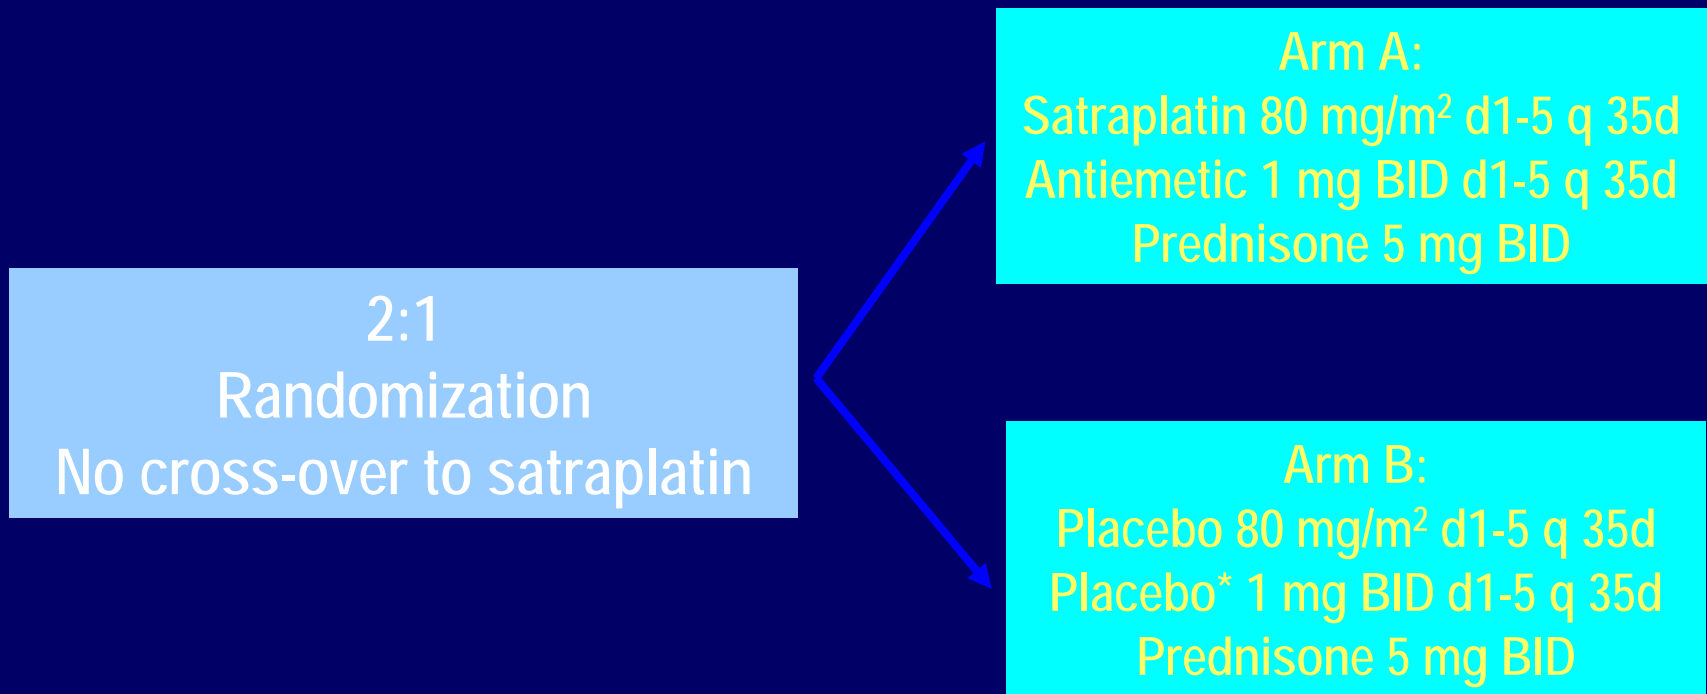 2:1
Randomization
No cross-over to satraplatin
Arm A:
Satraplatin 80 mg/m² d1-5 q 35d
Antiemetic 1 mg BID d1-5 q 35d
Prednisone 5 mg BID
Arm B:
Placebo 80 mg/m² d1-5 q 35d
Placebo* 1 mg BID d1-5 q 35d
Prednisone 5 mg BID